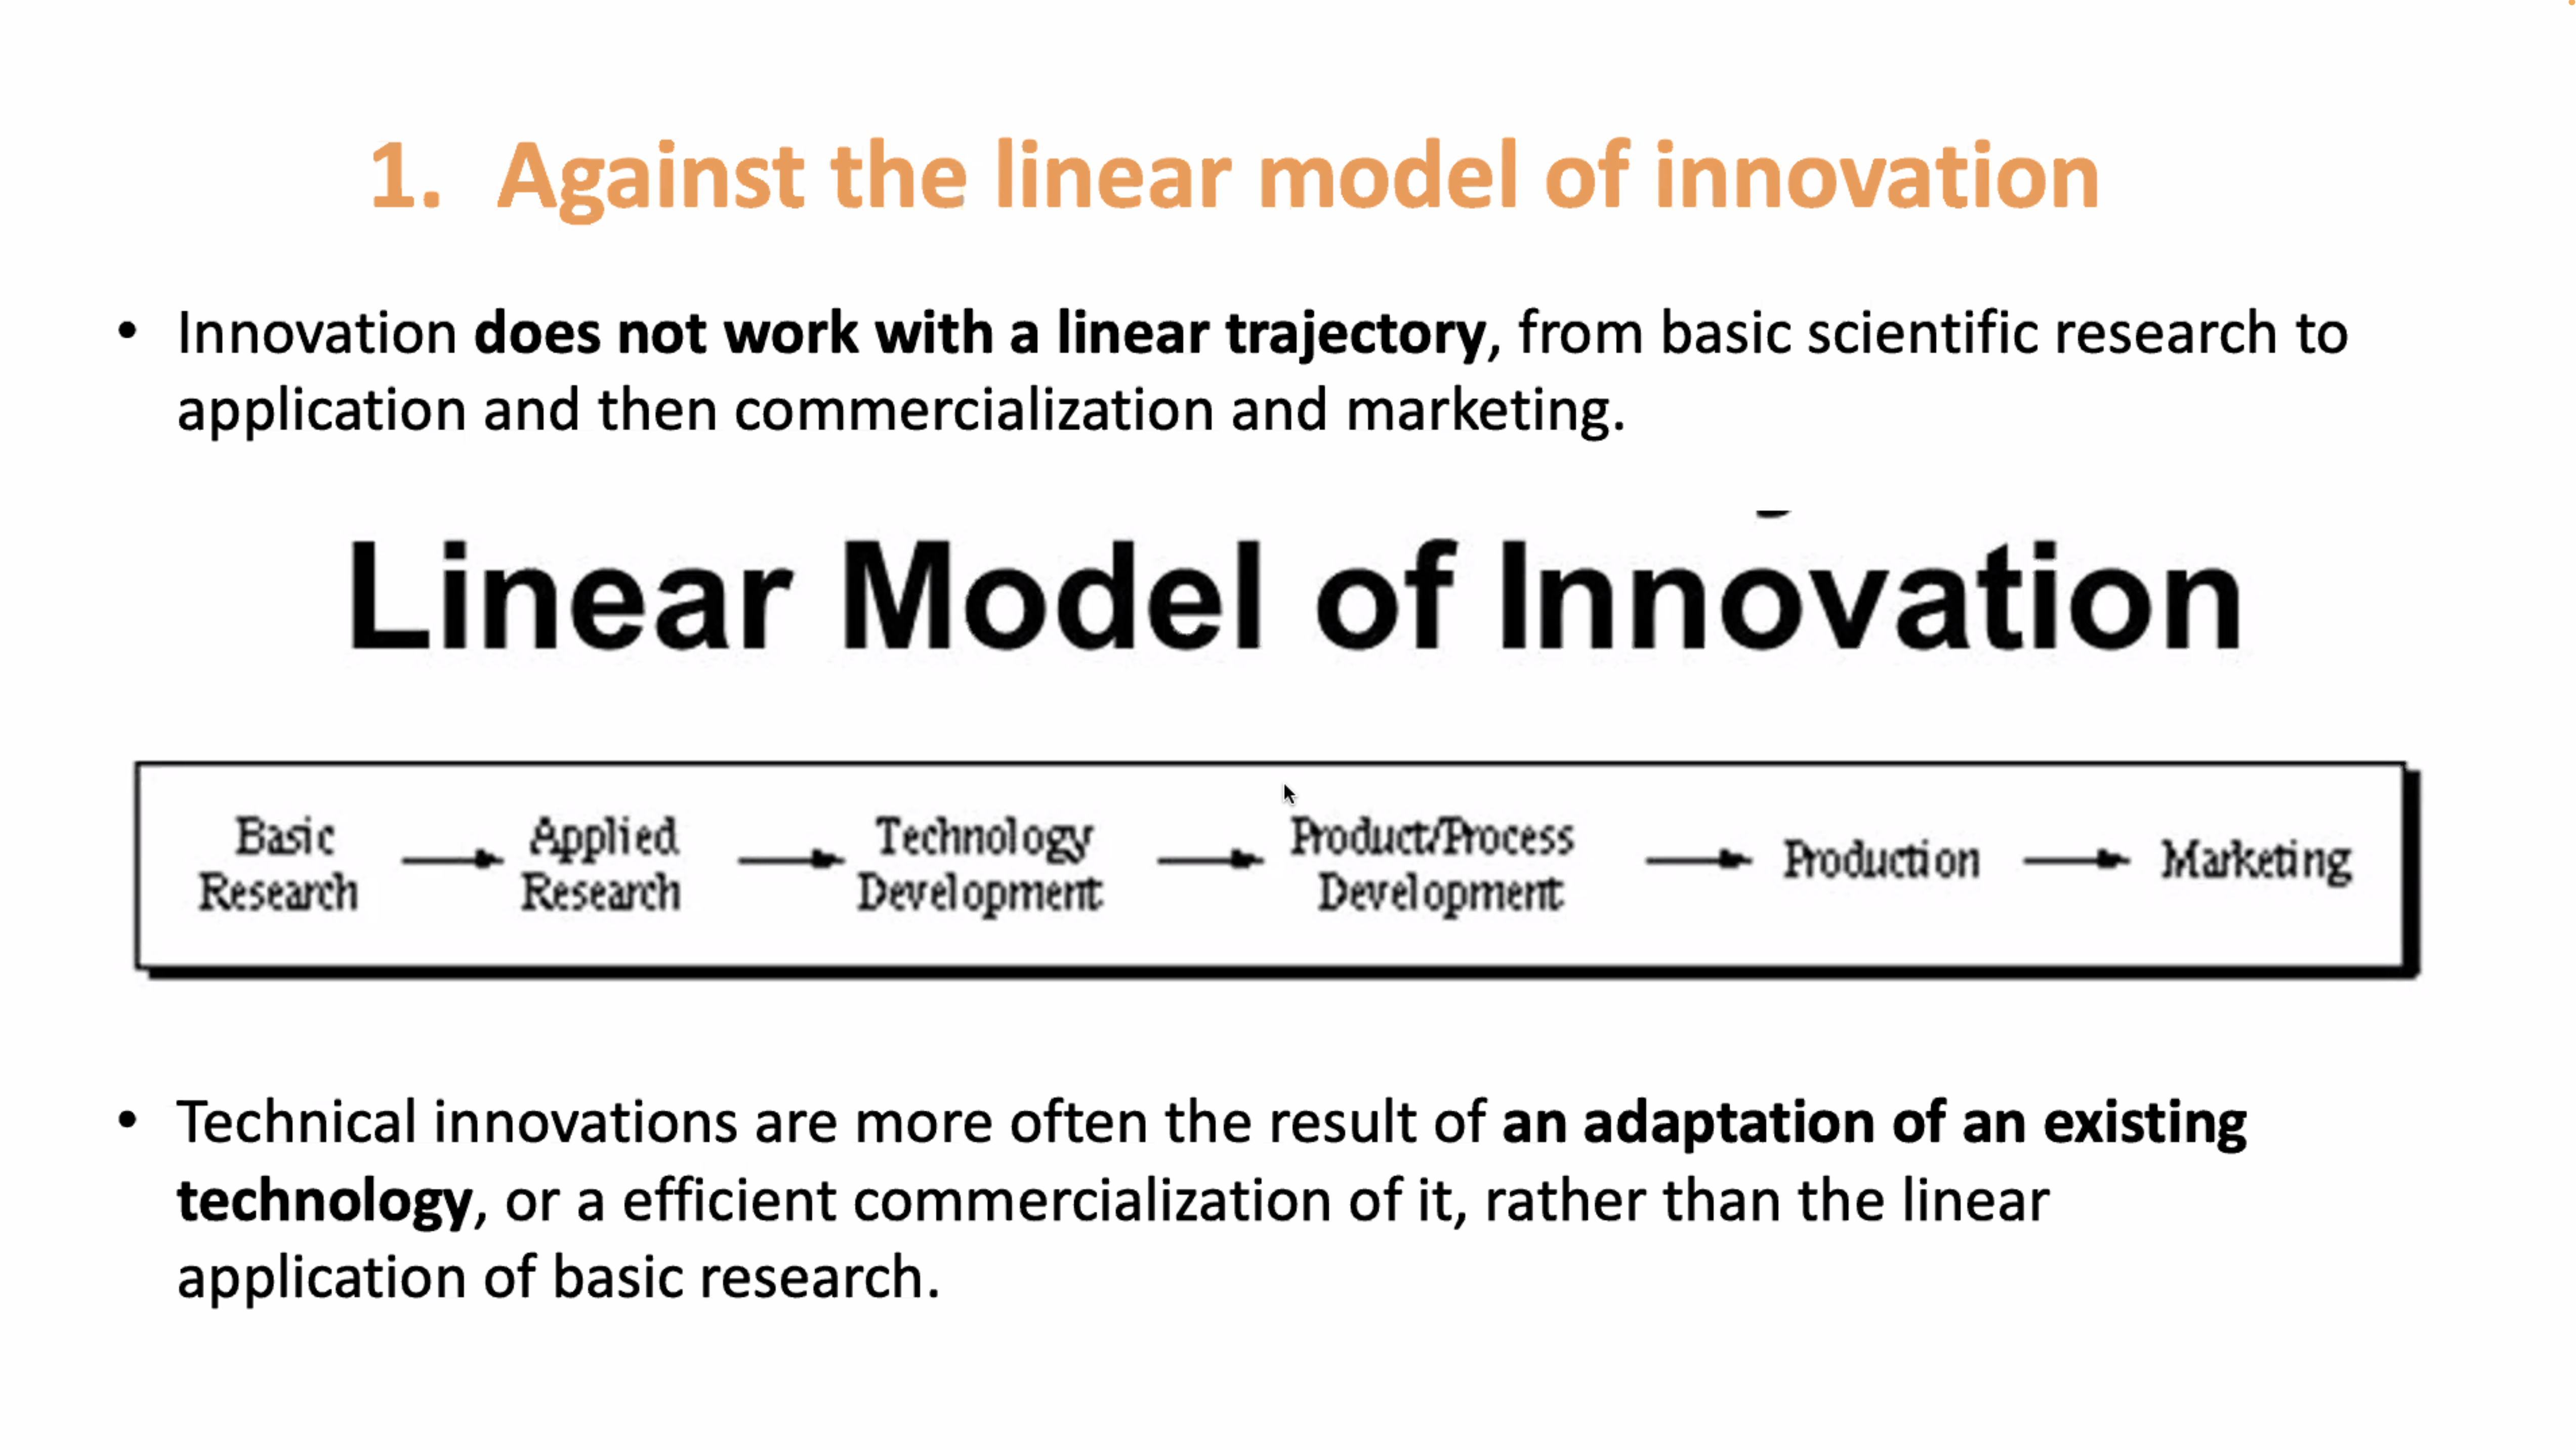 1. Against the linear model of innovation
• Innovation does not work with a linear trajectory, from basic scientific research to
application and then commercialization and marketing.
Linear Model of Innovation
Basic Research → Applied Research → Technology Development → Product/Process Development → Production → Marketing
• Technical innovations are more often the result of an adaptation of an existing
technology, or a efficient commercialization of it, rather than the linear
application of basic research.